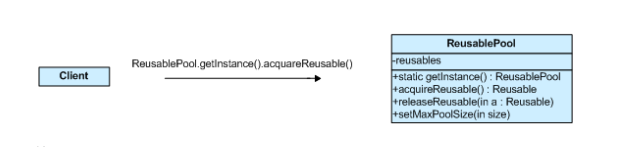 ReusablePool
-reusables
ReusablePool.getInstance().acquareReusable()
Client
+static getInstance() : ReusablePool
+acquireReusable() : Reusable
+releaseReusable(in a : Reusable)
+setMaxPoolSize(in size)